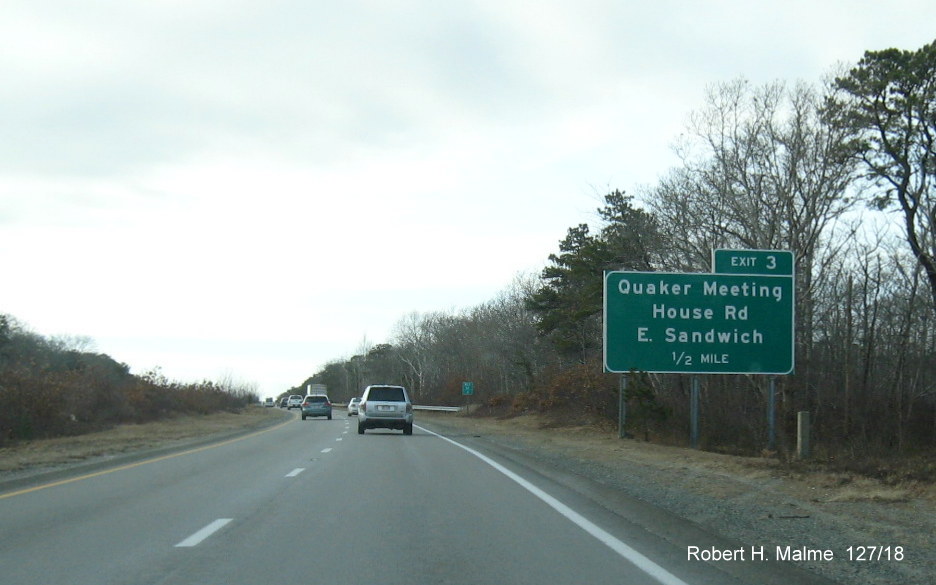 EXIT 3
Quaker Meeting
House Rd
E. Sandwich
1/2 MILE
Robert H. Malme 127/18